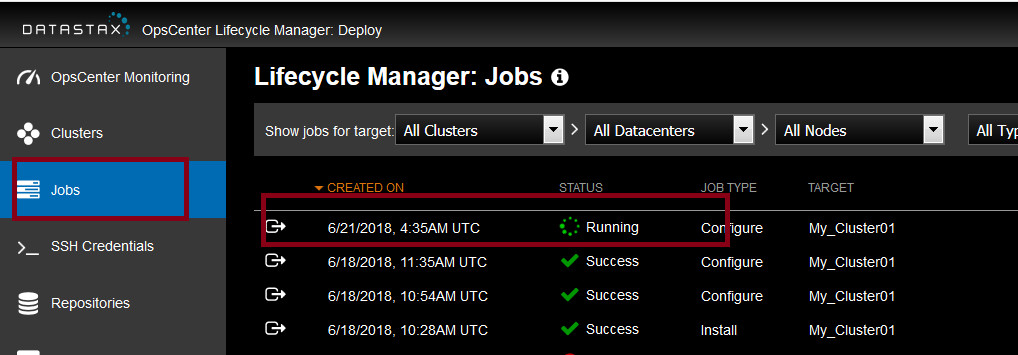 DATASTAX OpsCenter Lifecycle Manager: Deploy
OpsCenter Monitoring
Clusters
Jobs
SSH Credentials
Repositories
Lifecycle Manager: Jobs
Show jobs for target: All Clusters > All Datacenters > All Nodes All Typ
CREATED ON STATUS JOB TYPE TARGET
6/21/2018, 4:35AM UTC Running Configure My_Cluster01
6/18/2018, 11:35AM UTC Success Configure My_Cluster01
6/18/2018, 10:54AM UTC Success Configure My_Cluster01
6/18/2018, 10:28AM UTC Success Install My_Cluster01